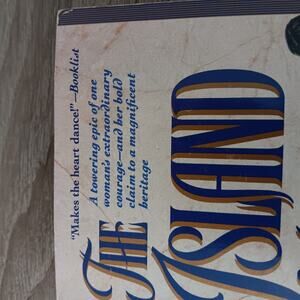 "Makes the heart dance!"—Booklist
A towering epic of one
woman's extraordinary
courage—and her bold
claim to a magnificent
heritage
THE
ISLAND